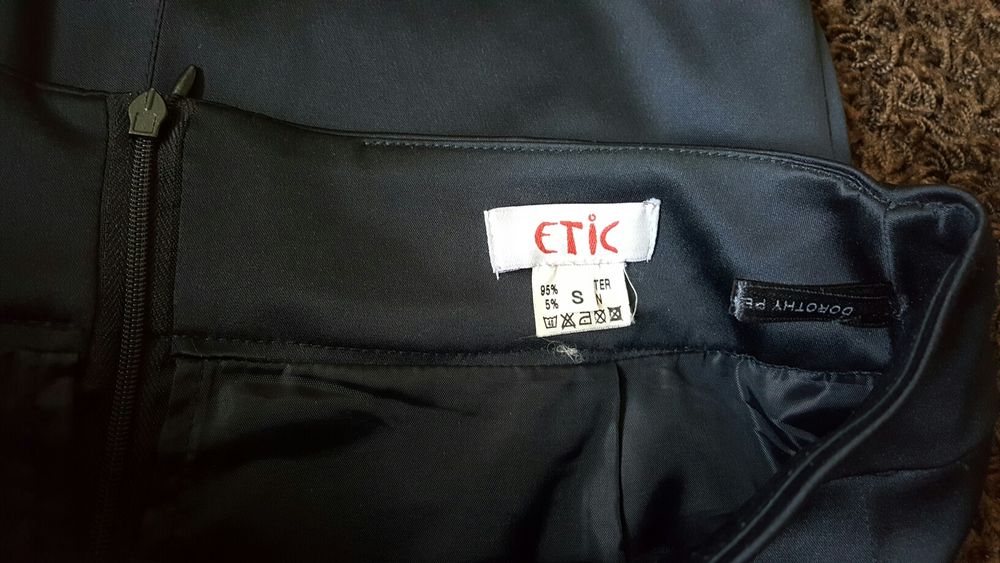 ETiC
95% TER
S
5% N
DOROTHY PE